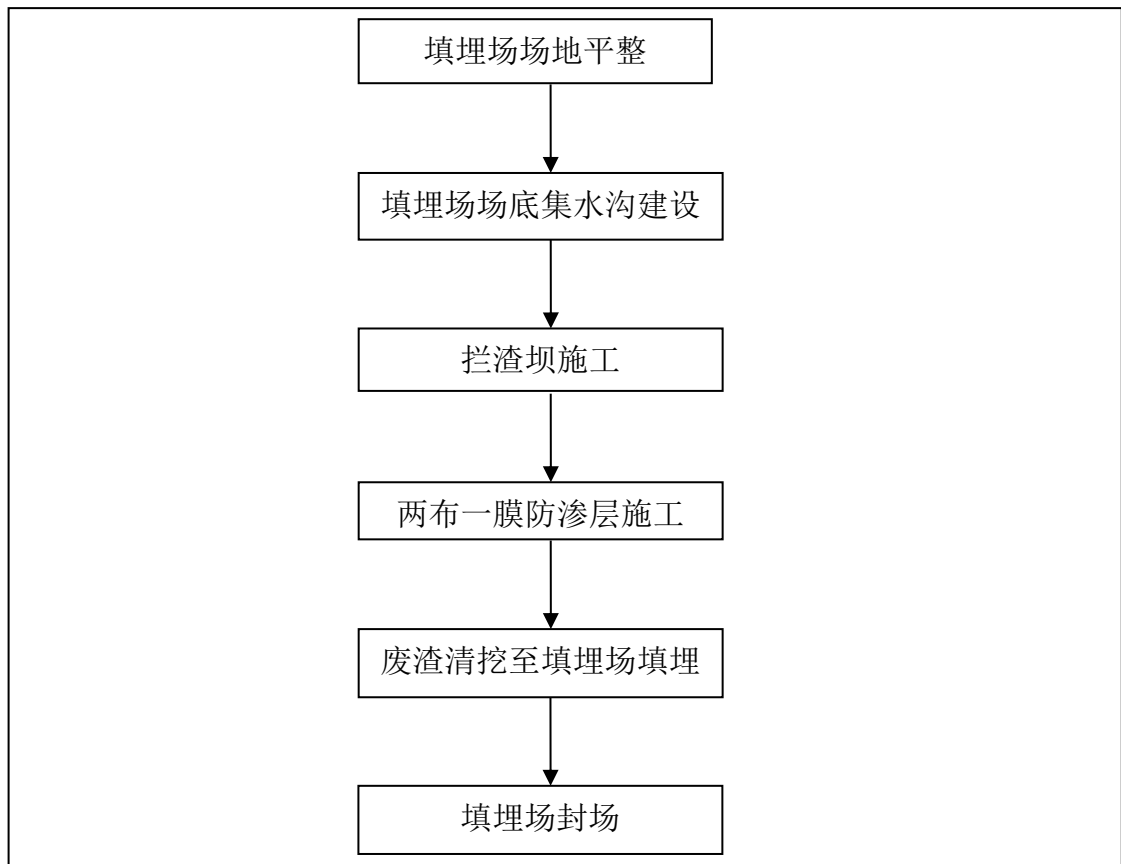 填埋场场地平整
填埋场场底集水沟建设
拦渣坝施工
两布一膜防渗层施工
废渣清挖至填埋场填埋
填埋场封场